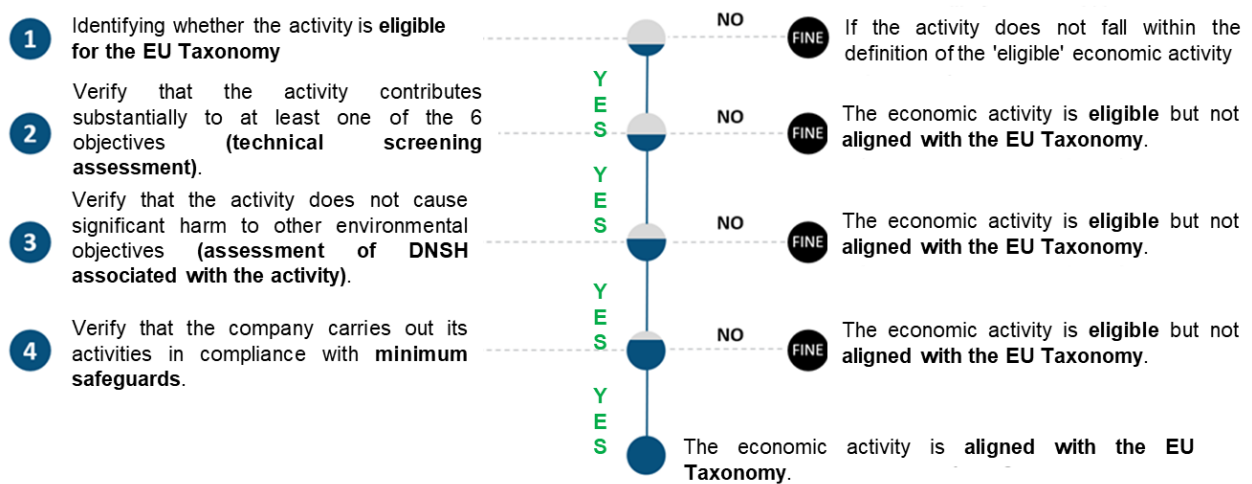 1
Identifying whether the activity is eligible
for the EU Taxonomy
NO
FINE
If the activity does not fall within the
definition of the 'eligible' economic activity
YES
2
Verify that the activity contributes
substantially to at least one of the 6
objectives (technical screening
assessment).
NO
FINE
The economic activity is eligible but not
aligned with the EU Taxonomy.
YES
3
Verify that the activity does not cause
significant harm to other environmental
objectives (assessment of DNSH
associated with the activity).
NO
FINE
The economic activity is eligible but not
aligned with the EU Taxonomy.
YES
4
Verify that the company carries out its
activities in compliance with minimum
safeguards.
NO
FINE
The economic activity is eligible but not
aligned with the EU Taxonomy.
YES
The economic activity is aligned with the EU
Taxonomy.